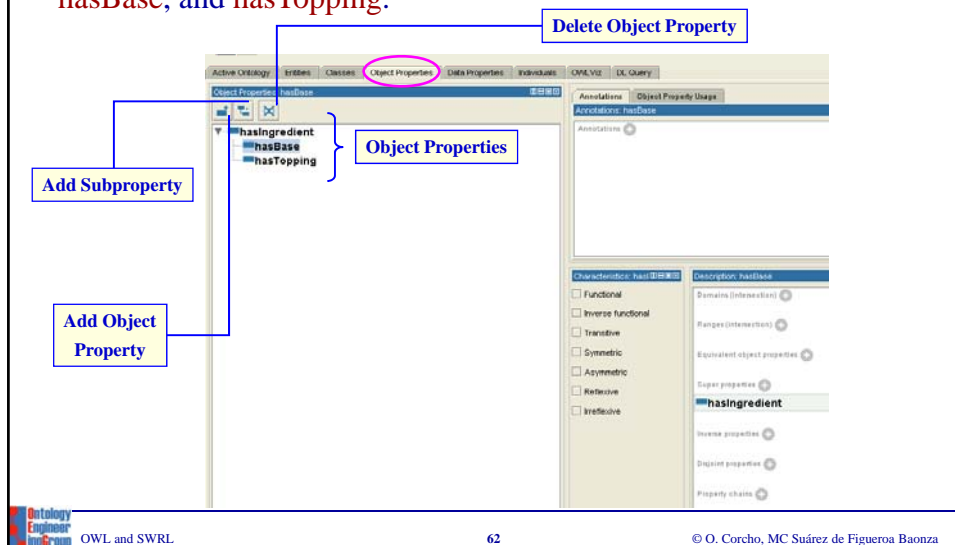 hasBase, and hasTopping.
Delete Object Property
Active Ontology Entities Classes Object Properties Data Properties Individuals OWLViz DL Query
Object Properties: hasBase
Annotations Object Property Usage
Annotations: hasBase
Annotations
hasIngredient
hasBase
hasTopping
Object Properties
Add Subproperty
Add Object
Property
Characteristics: hasI
Description: hasBase
Functional
Inverse functional
Transitive
Symmetric
Asymmetric
Reflexive
Irreflexive
Domains (intersection)
Ranges (intersection)
Equivalent object properties
Super properties
hasIngredient
Inverse properties
Disjoint properties
Property chains
Ontology
Engineer
ingGroup
OWL and SWRL 62 © O. Corcho, MC Suárez de Figueroa Baonza